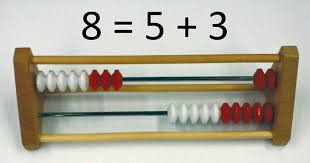 8 = 5 + 3